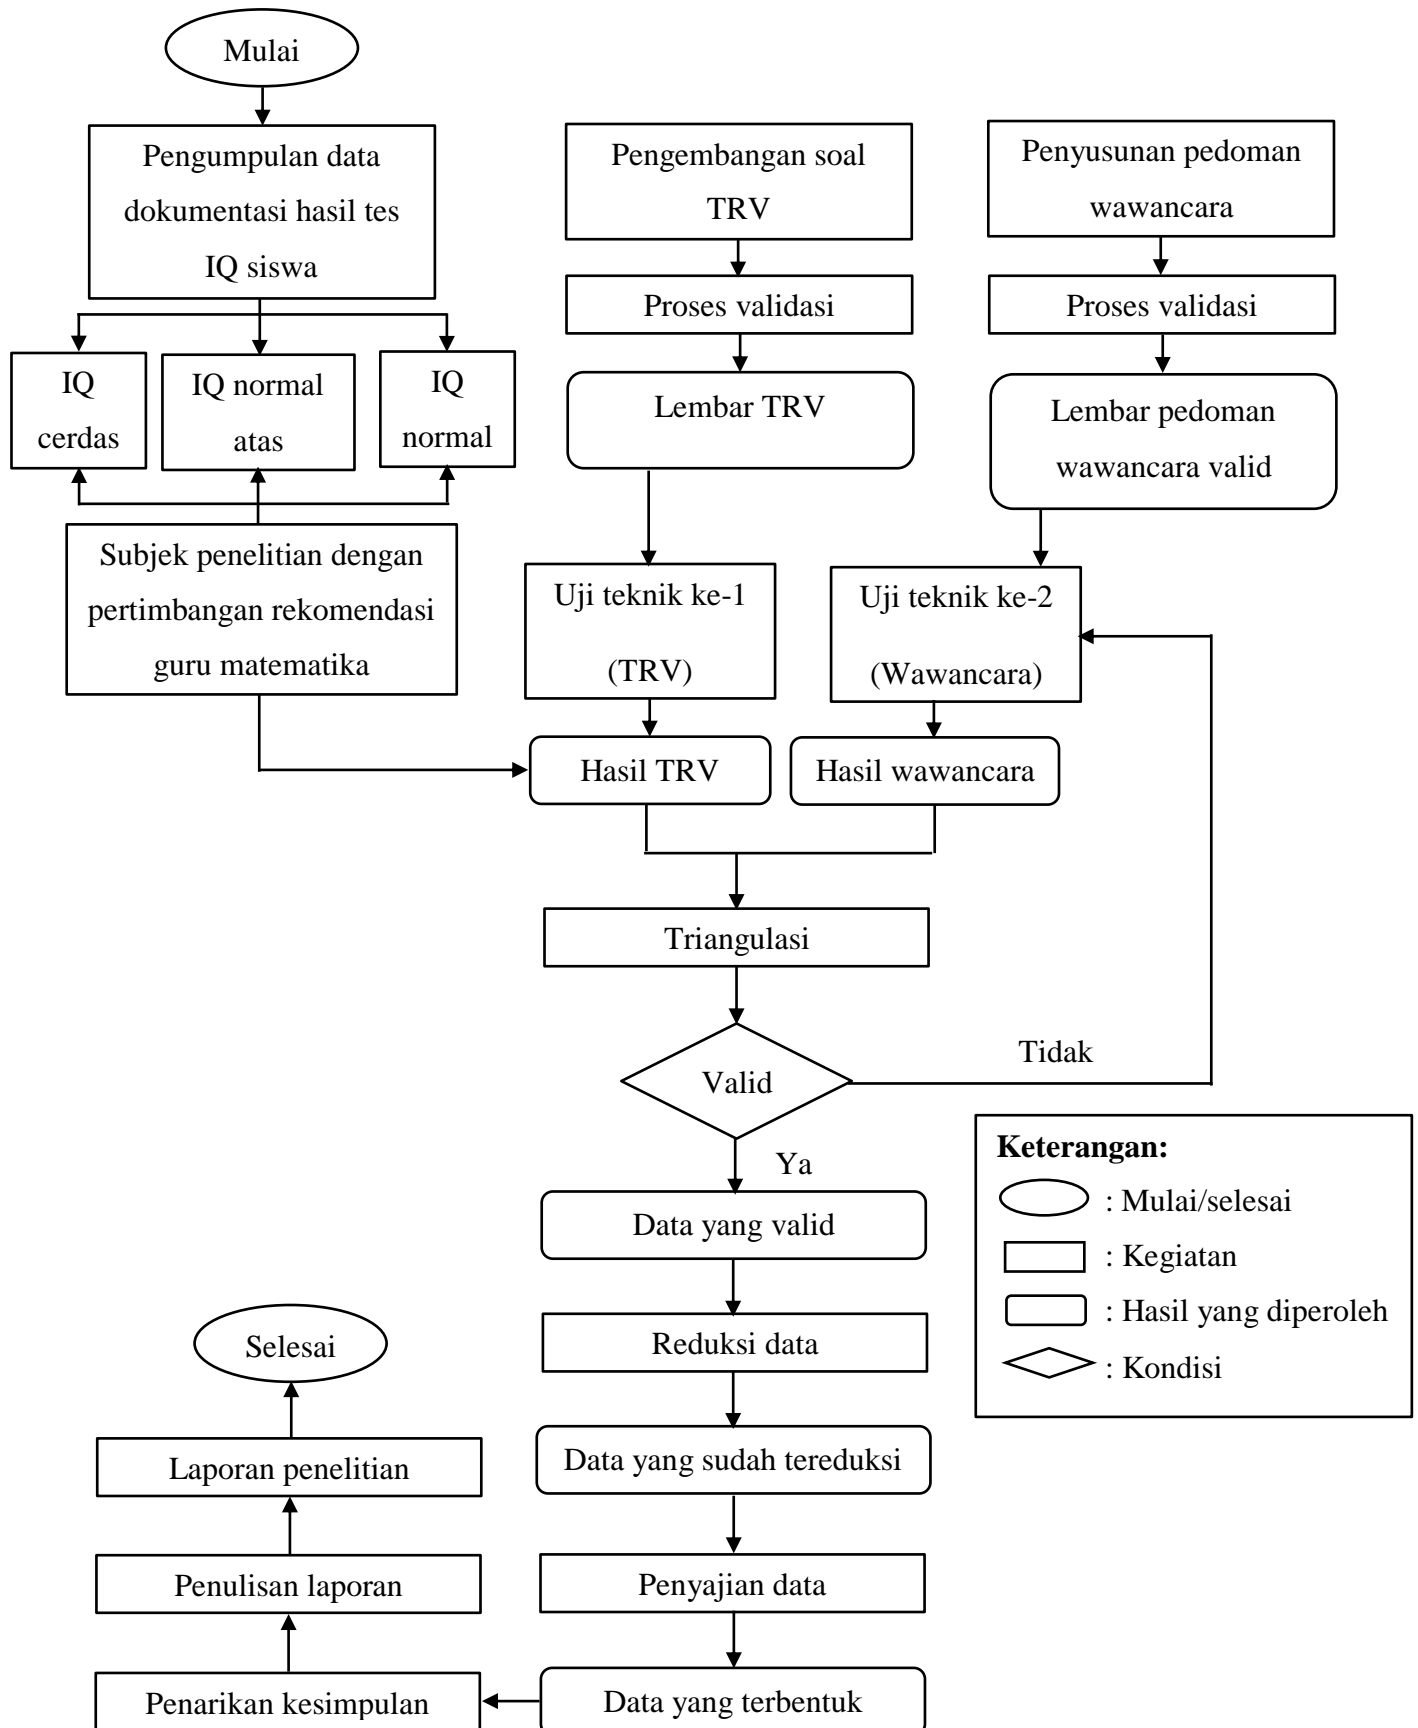 Mulai
Pengumpulan data
dokumentasi hasil tes
IQ siswa
Pengembangan soal
TRV
Penyusunan pedoman
wawancara
Proses validasi
Proses validasi
IQ
cerdas
IQ normal
atas
IQ
normal
Lembar TRV
Lembar pedoman
wawancara valid
Subjek penelitian dengan
pertimbangan rekomendasi
guru matematika
Uji teknik ke-1
(TRV)
Uji teknik ke-2
(Wawancara)
Hasil TRV
Hasil wawancara
Triangulasi
Valid
Tidak
Ya
Keterangan:
: Mulai/selesai
: Kegiatan
: Hasil yang diperoleh
: Kondisi
Data yang valid
Reduksi data
Data yang sudah tereduksi
Penyajian data
Data yang terbentuk
Penarikan kesimpulan
Penulisan laporan
Laporan penelitian
Selesai